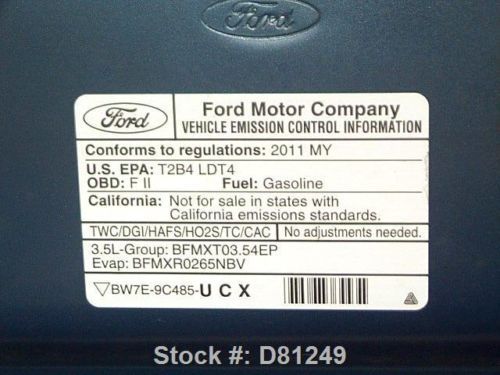 Ford
Ford
Ford Motor Company
VEHICLE EMISSION CONTROL INFORMATION
Conforms to regulations: 2011 MY
U.S. EPA: T2B4 LDT4
OBD: F II Fuel: Gasoline
California: Not for sale in states with
California emissions standards.
TWC/DGI/HAFS/HO2S/TC/CAC No adjustments needed.
3.5L-Group: BFMXT03.54EP
Evap: BFMXR0265NBV
BW7E-9C485-UCX
Stock #: D81249